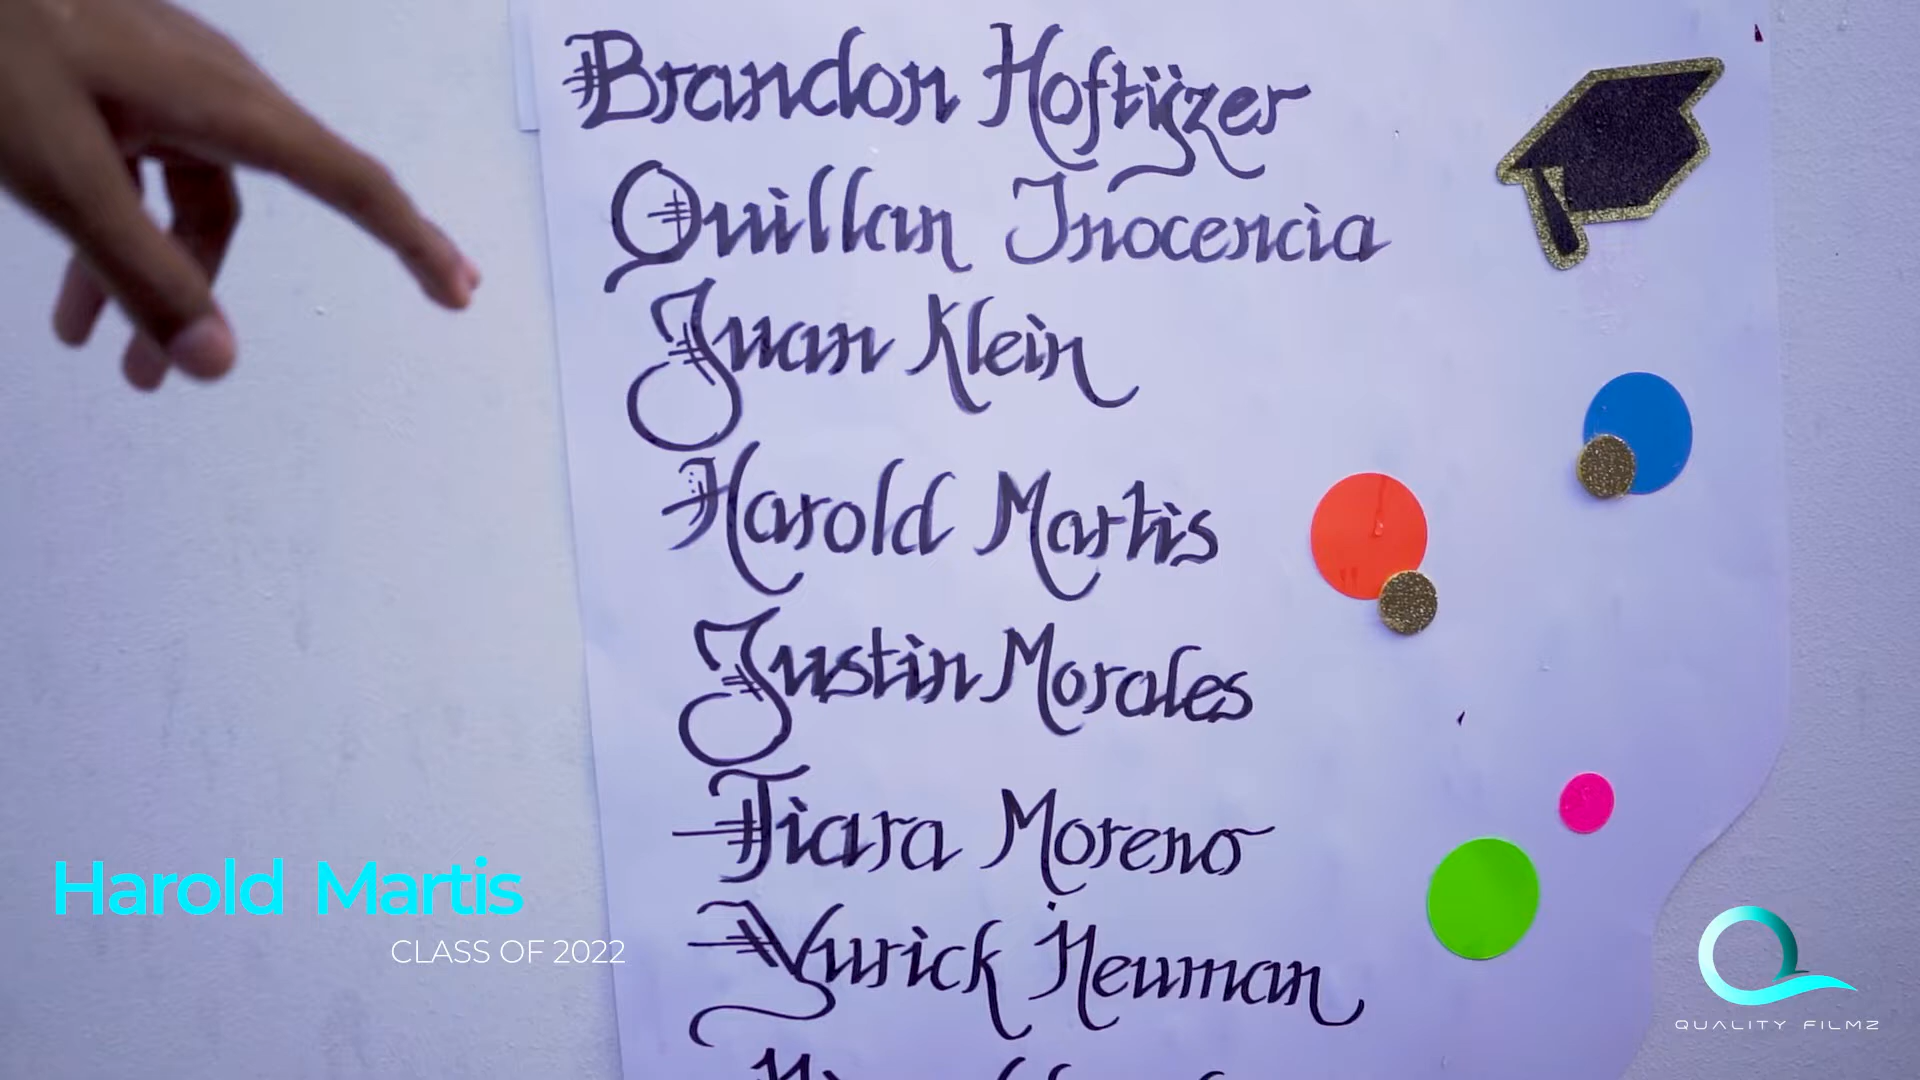 Brandon Hoftijzer
Quillan Inocencia
Juan Klein
Harold Martis
Justin Morales
Tiara Moreno
Yurick Neuman
Harold Martis
CLASS OF 2022
QUALITY FILMZ